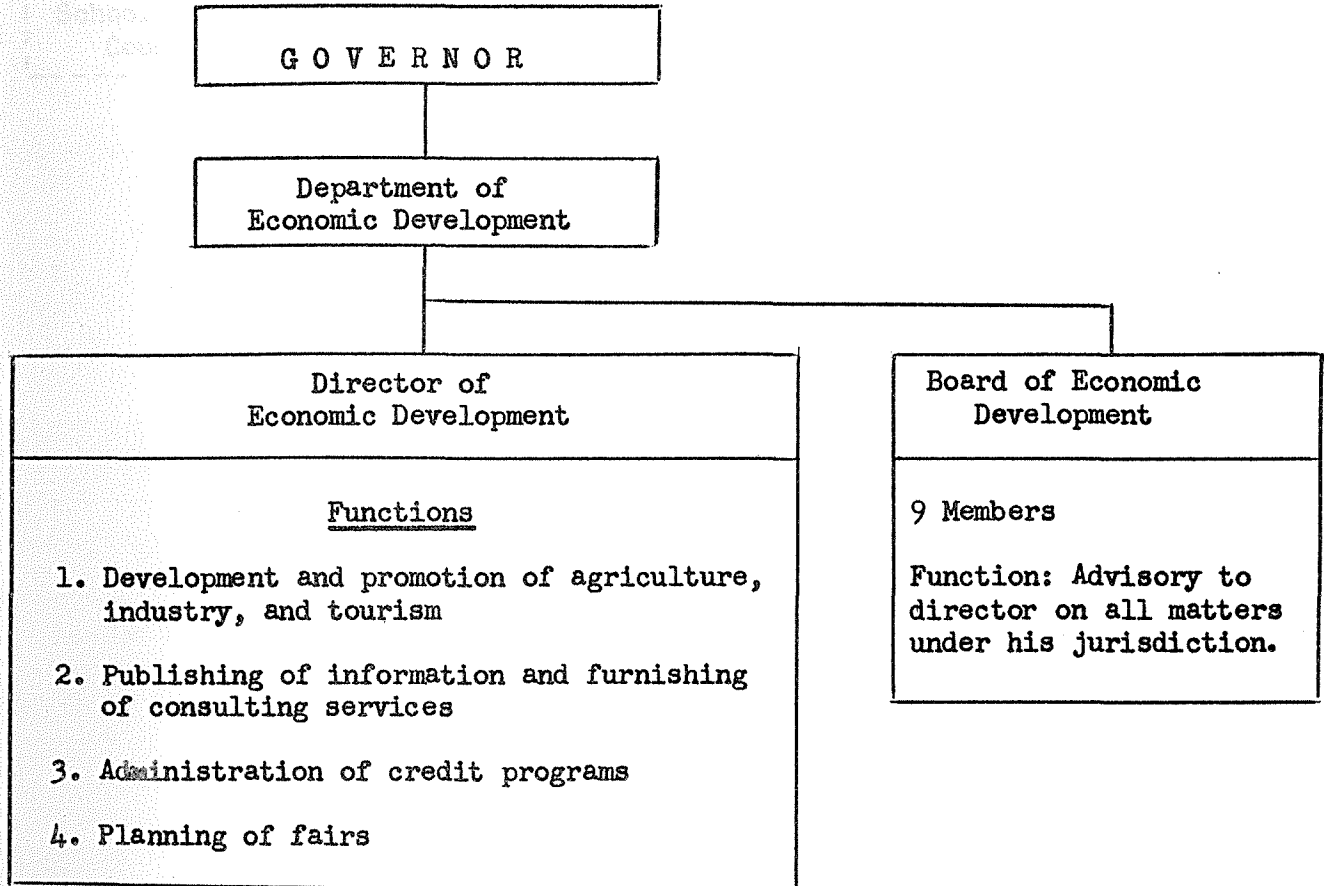 GOVERNOR
Department of
Economic Development
Director of
Economic Development
Functions
1. Development and promotion of agriculture,
industry, and tourism
2. Publishing of information and furnishing
of consulting services
3. Administration of credit programs
4. Planning of fairs
Board of Economic
Development
9 Members
Function: Advisory to
director on all matters
under his jurisdiction.